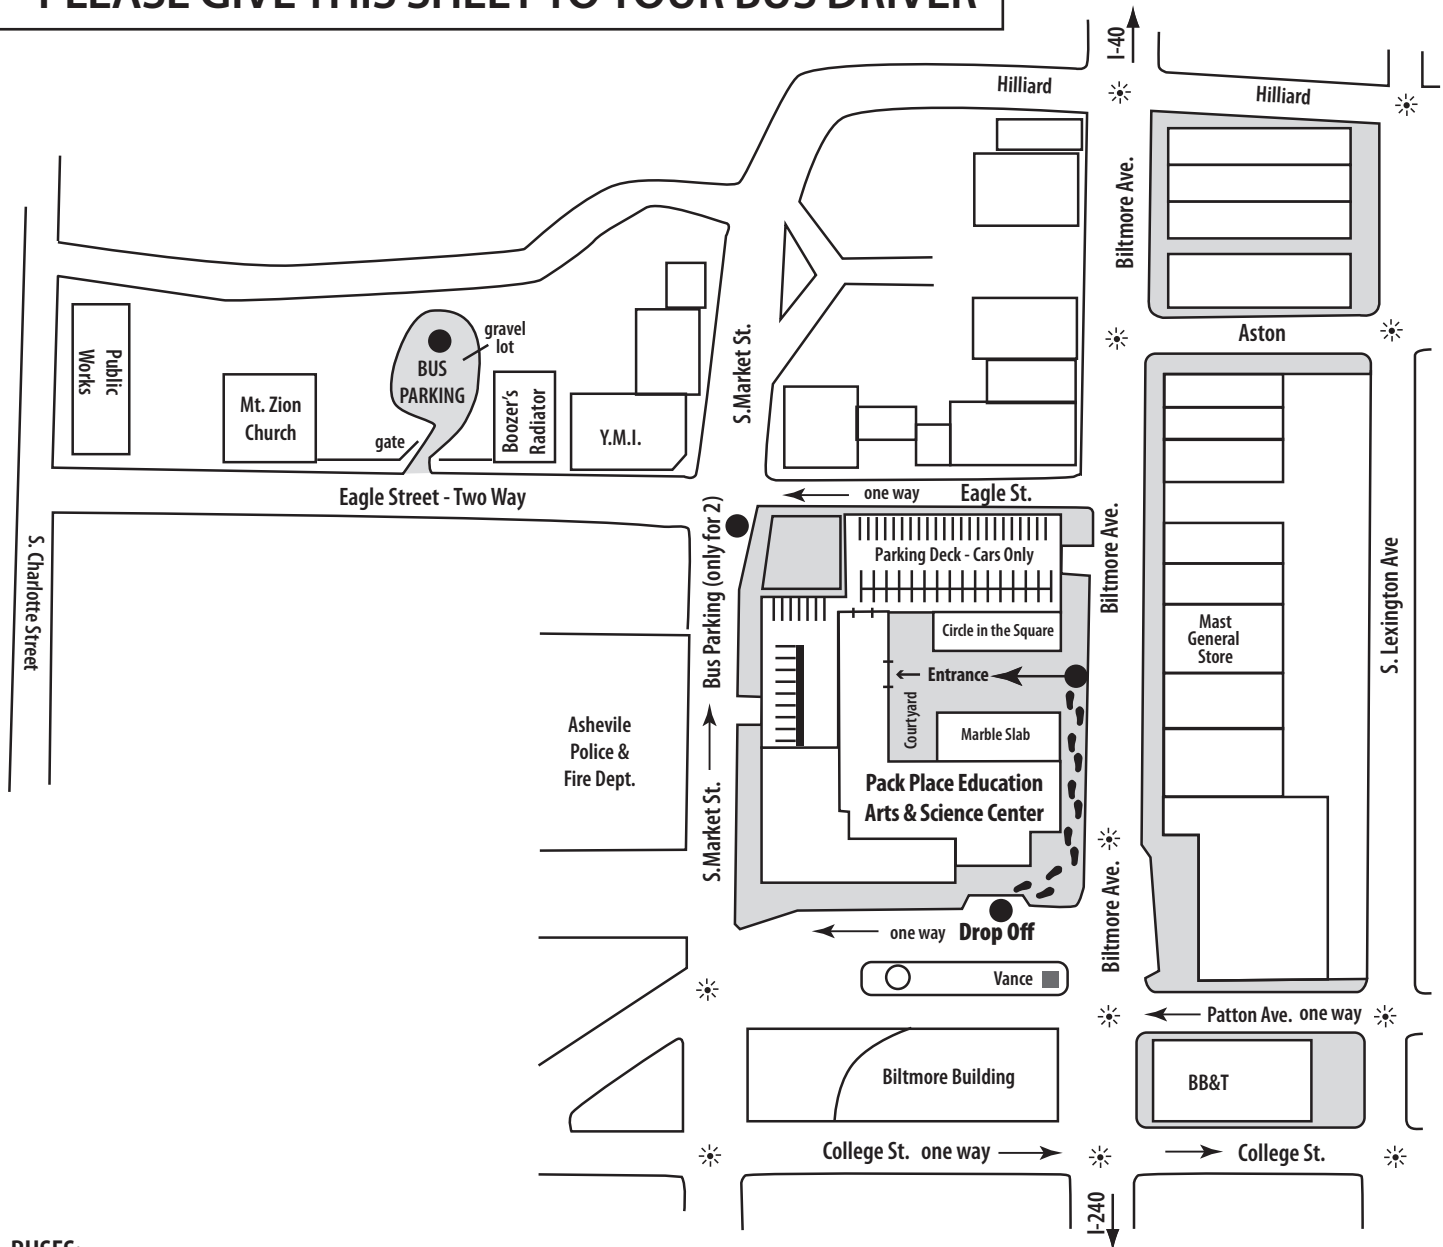 PLEASE GIVE THIS SHEET TO YOUR BUS DRIVER
I-40
Hilliard
Hilliard
Biltmore Ave.
Aston
gravel
lot
BUS
PARKING
Public
Works
Mt. Zion
Church
gate
Boozer's
Radiator
Y.M.I.
S.Market St.
Eagle Street - Two Way
one way
Eagle St.
S. Charlotte Street
Bus Parking (only for 2)
Parking Deck - Cars Only
Biltmore Ave.
Circle in the Square
Mast
General
Store
S. Lexington Ave
Entrance
Courtyard
Marble Slab
Ashevile
Police &
Fire Dept.
Pack Place Education
Arts & Science Center
S.Market St.
Biltmore Ave.
one way
Drop Off
Vance
Patton Ave. one way
Biltmore Building
BB&T
College St. one way
College St.
I-240
BUSES: